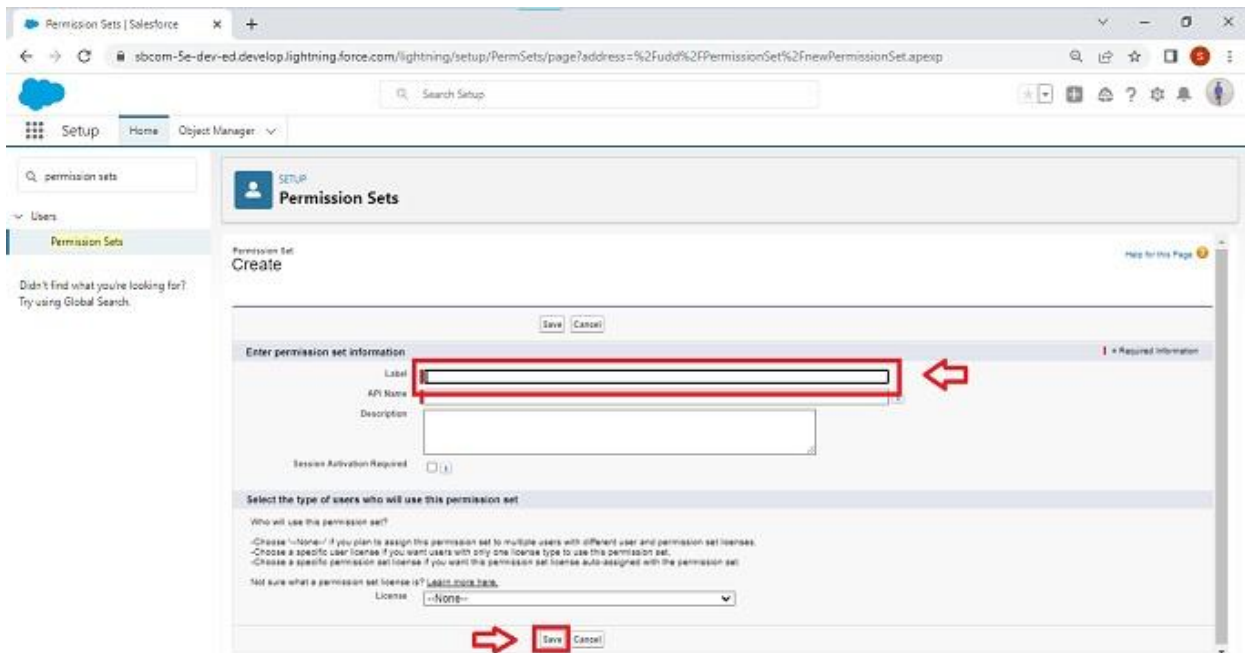 Permission Sets | Salesforce
sbcom-5e-dev-ed.develop.lightning.force.com/lightning/setup/PermSets/page?address=%2Fudd%2FPermissionSet%2FnewPermissionSet.apexp
S
Search Setup
Setup
Home
Object Manager
permission sets
Users
Permission Sets
Didn't find what you're looking for?
Try using Global Search.
SETUP
Permission Sets
Permission Set
Create
Help for this Page
Save Cancel
Enter permission set information
= Required Information
Label
API Name
Description
Session Activation Required
Select the type of users who will use this permission set
Who will use this permission set?
-Choose '--None--' if you plan to assign this permission set to multiple users with different user and permission set licenses.
-Choose a specific user license if you want users with only one license type to use this permission set.
-Choose a specific permission set license if you want this permission set license auto-assigned with the permission set
Not sure what a permission set license is? Learn more here.
License --None--
Save Cancel